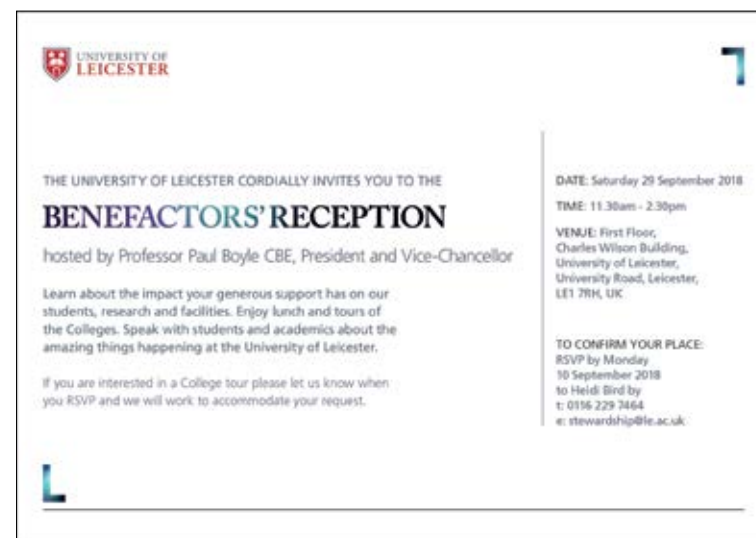 UNIVERSITY OF
LEICESTER
THE UNIVERSITY OF LEICESTER CORDIALLY INVITES YOU TO THE
BENEFACTORS' RECEPTION
hosted by Professor Paul Boyle CBE, President and Vice-Chancellor
Learn about the impact your generous support has on our
students, research and facilities. Enjoy lunch and tours of
the Colleges. Speak with students and academics about the
amazing things happening at the University of Leicester.
If you are interested in a College tour please let us know when
you RSVP and we will work to accommodate your request.
DATE: Saturday 29 September 2018
TIME: 11.30am - 2.30pm
VENUE: First Floor,
Charles Wilson Building,
University of Leicester,
University Road, Leicester,
LE1 7RH, UK
TO CONFIRM YOUR PLACE:
RSVP by Monday
10 September 2018
to Heidi Bird by
t: 0116 229 7464
e: stewardship@le.ac.uk